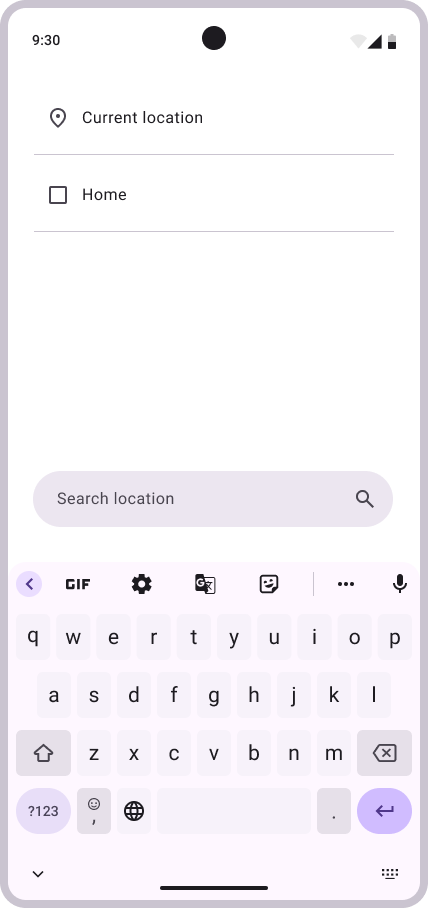 9:30
Current location
Home
Search location
GIF
q w e r t y u i o p
a s d f g h j k l
z x c v b n m
?123 , .